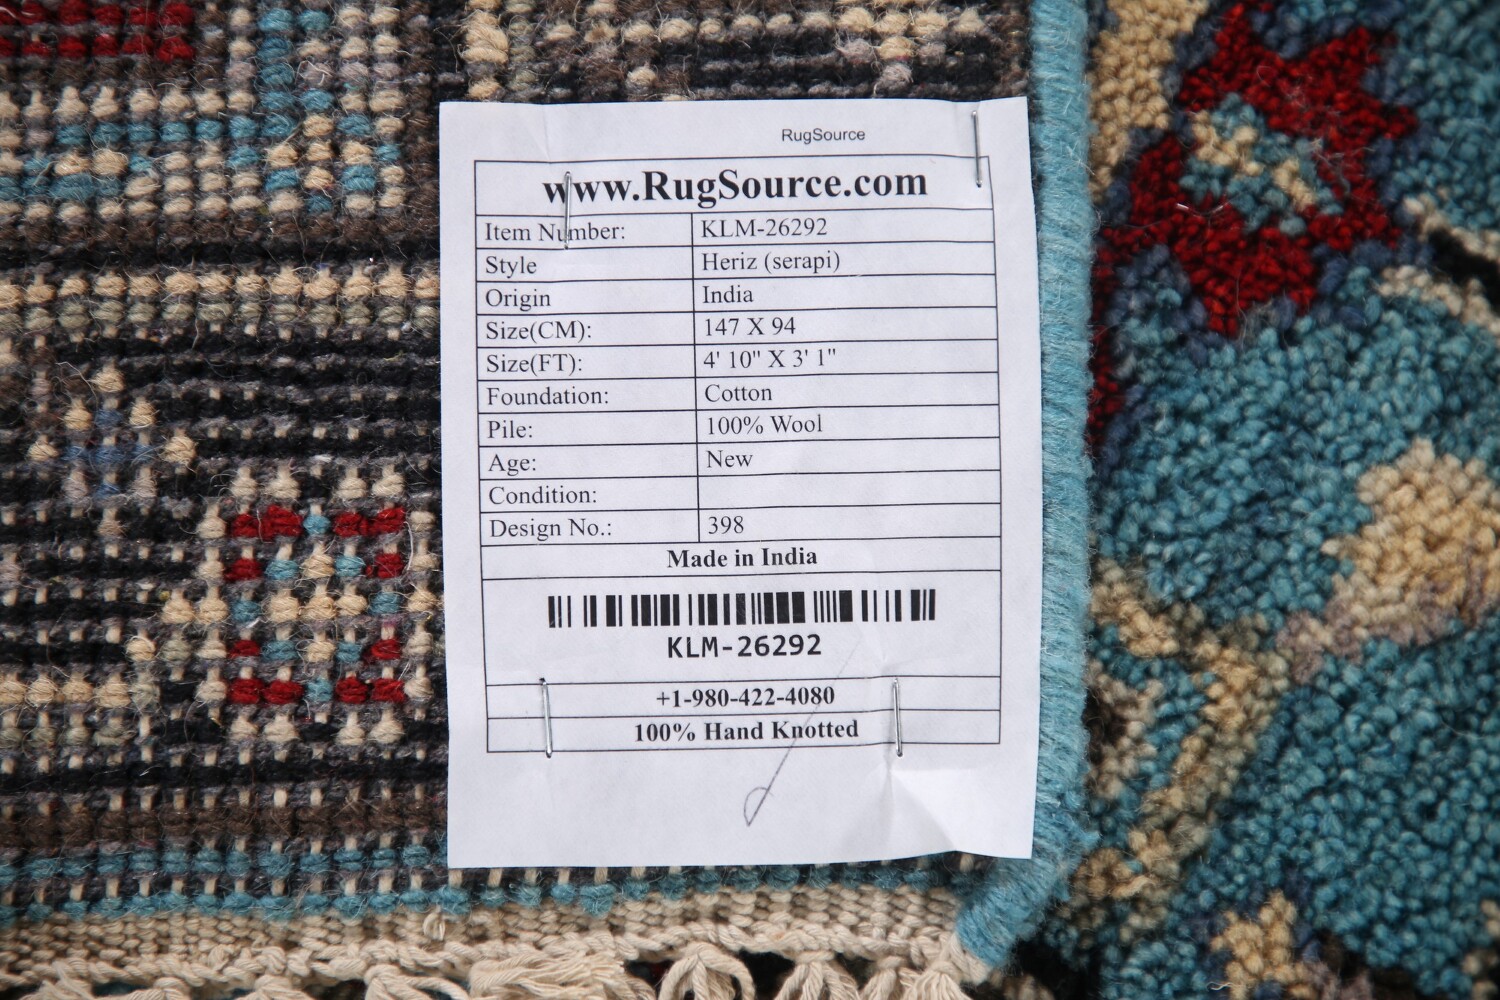 RugSource
www.RugSource.com
Item Number: KLM-26292
Style Heriz (serapi)
Origin India
Size(CM): 147 X 94
Size(FT): 4' 10" X 3' 1"
Foundation: Cotton
Pile: 100% Wool
Age: New
Condition:
Design No.: 398
Made in India
KLM-26292
+1-980-422-4080
100% Hand Knotted